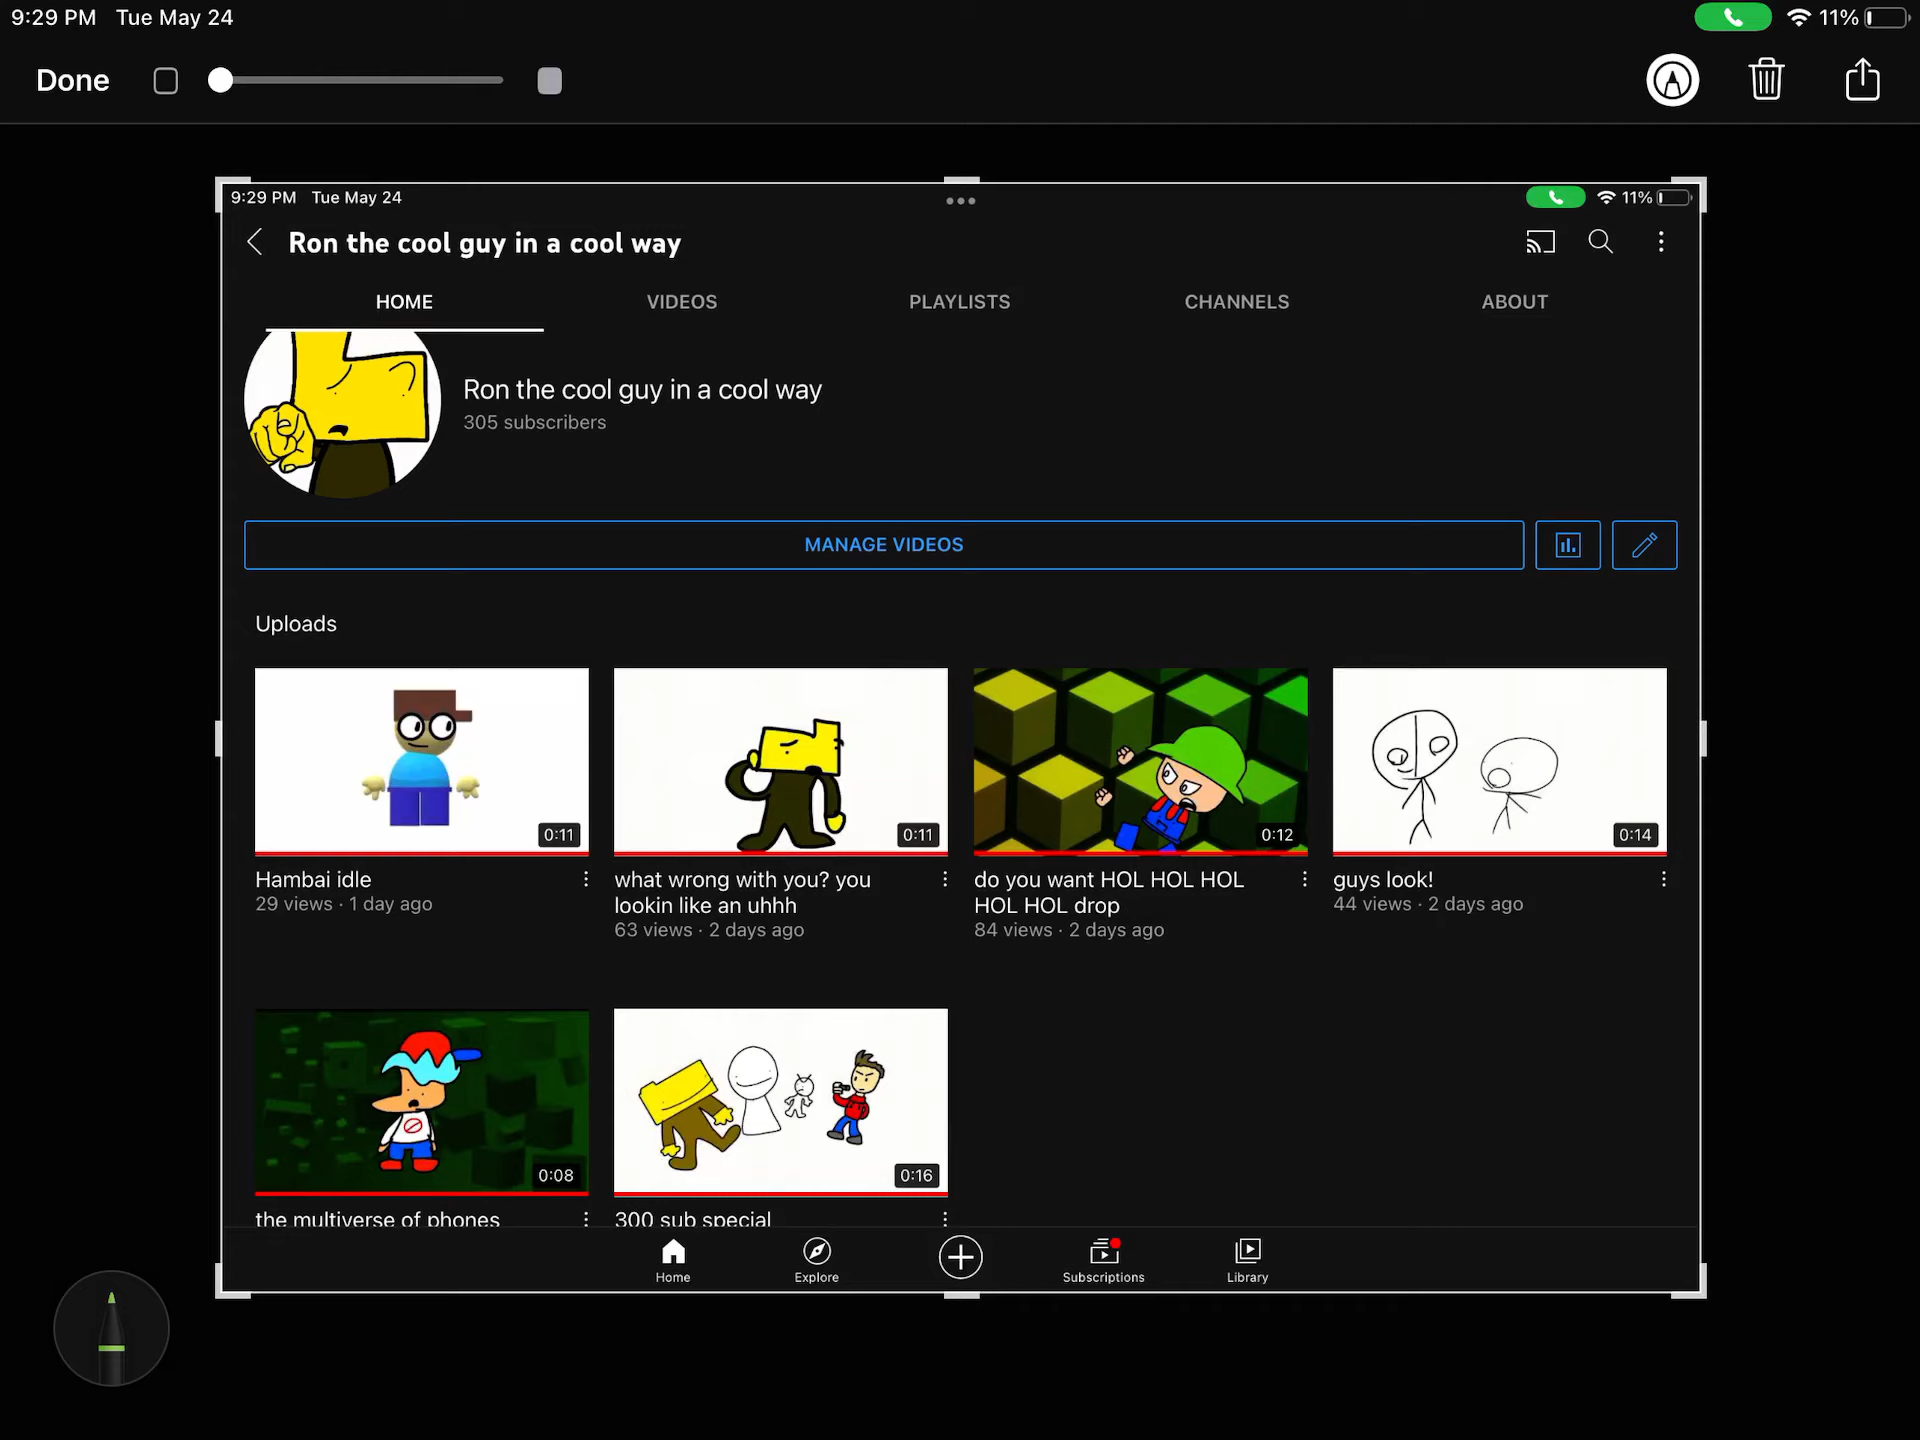 9:29 PM Tue May 24
11%
Done
9:29 PM Tue May 24
11%
Ron the cool guy in a cool way
HOME VIDEOS PLAYLISTS CHANNELS ABOUT
Ron the cool guy in a cool way
305 subscribers
MANAGE VIDEOS
Uploads
0:11
Hambai idle
29 views · 1 day ago
0:11
what wrong with you? you
lookin like an uhhh
63 views · 2 days ago
0:12
do you want HOL HOL HOL
HOL HOL drop
84 views · 2 days ago
0:14
guys look!
44 views · 2 days ago
0:08
the multiverse of phones
0:16
300 sub special
Home Explore Subscriptions Library